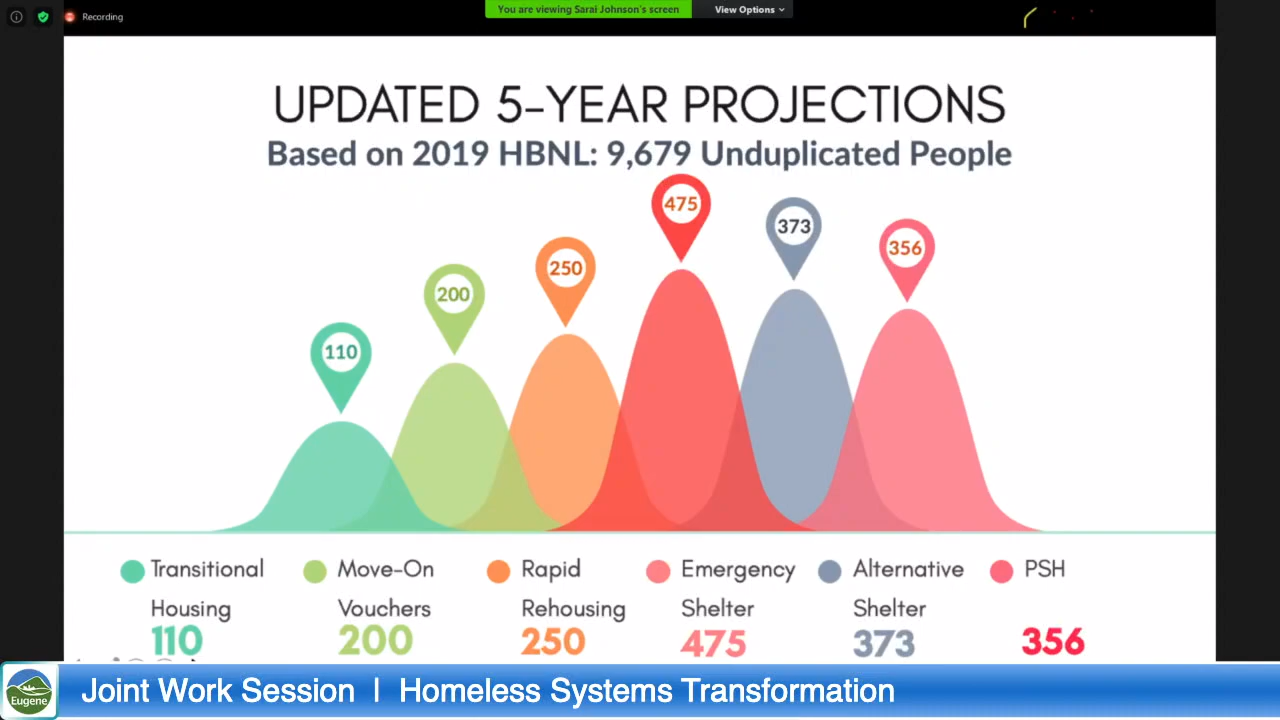 Recording
You are viewing Sarai Johnson's screen
View Options
UPDATED 5-YEAR PROJECTIONS
Based on 2019 HBNL: 9,679 Unduplicated People
475
373
356
250
200
110
Transitional Housing
110
Move-On Vouchers
200
Rapid Rehousing
250
Emergency Shelter
475
Alternative Shelter
373
PSH
356
Eugene
Joint Work Session | Homeless Systems Transformation